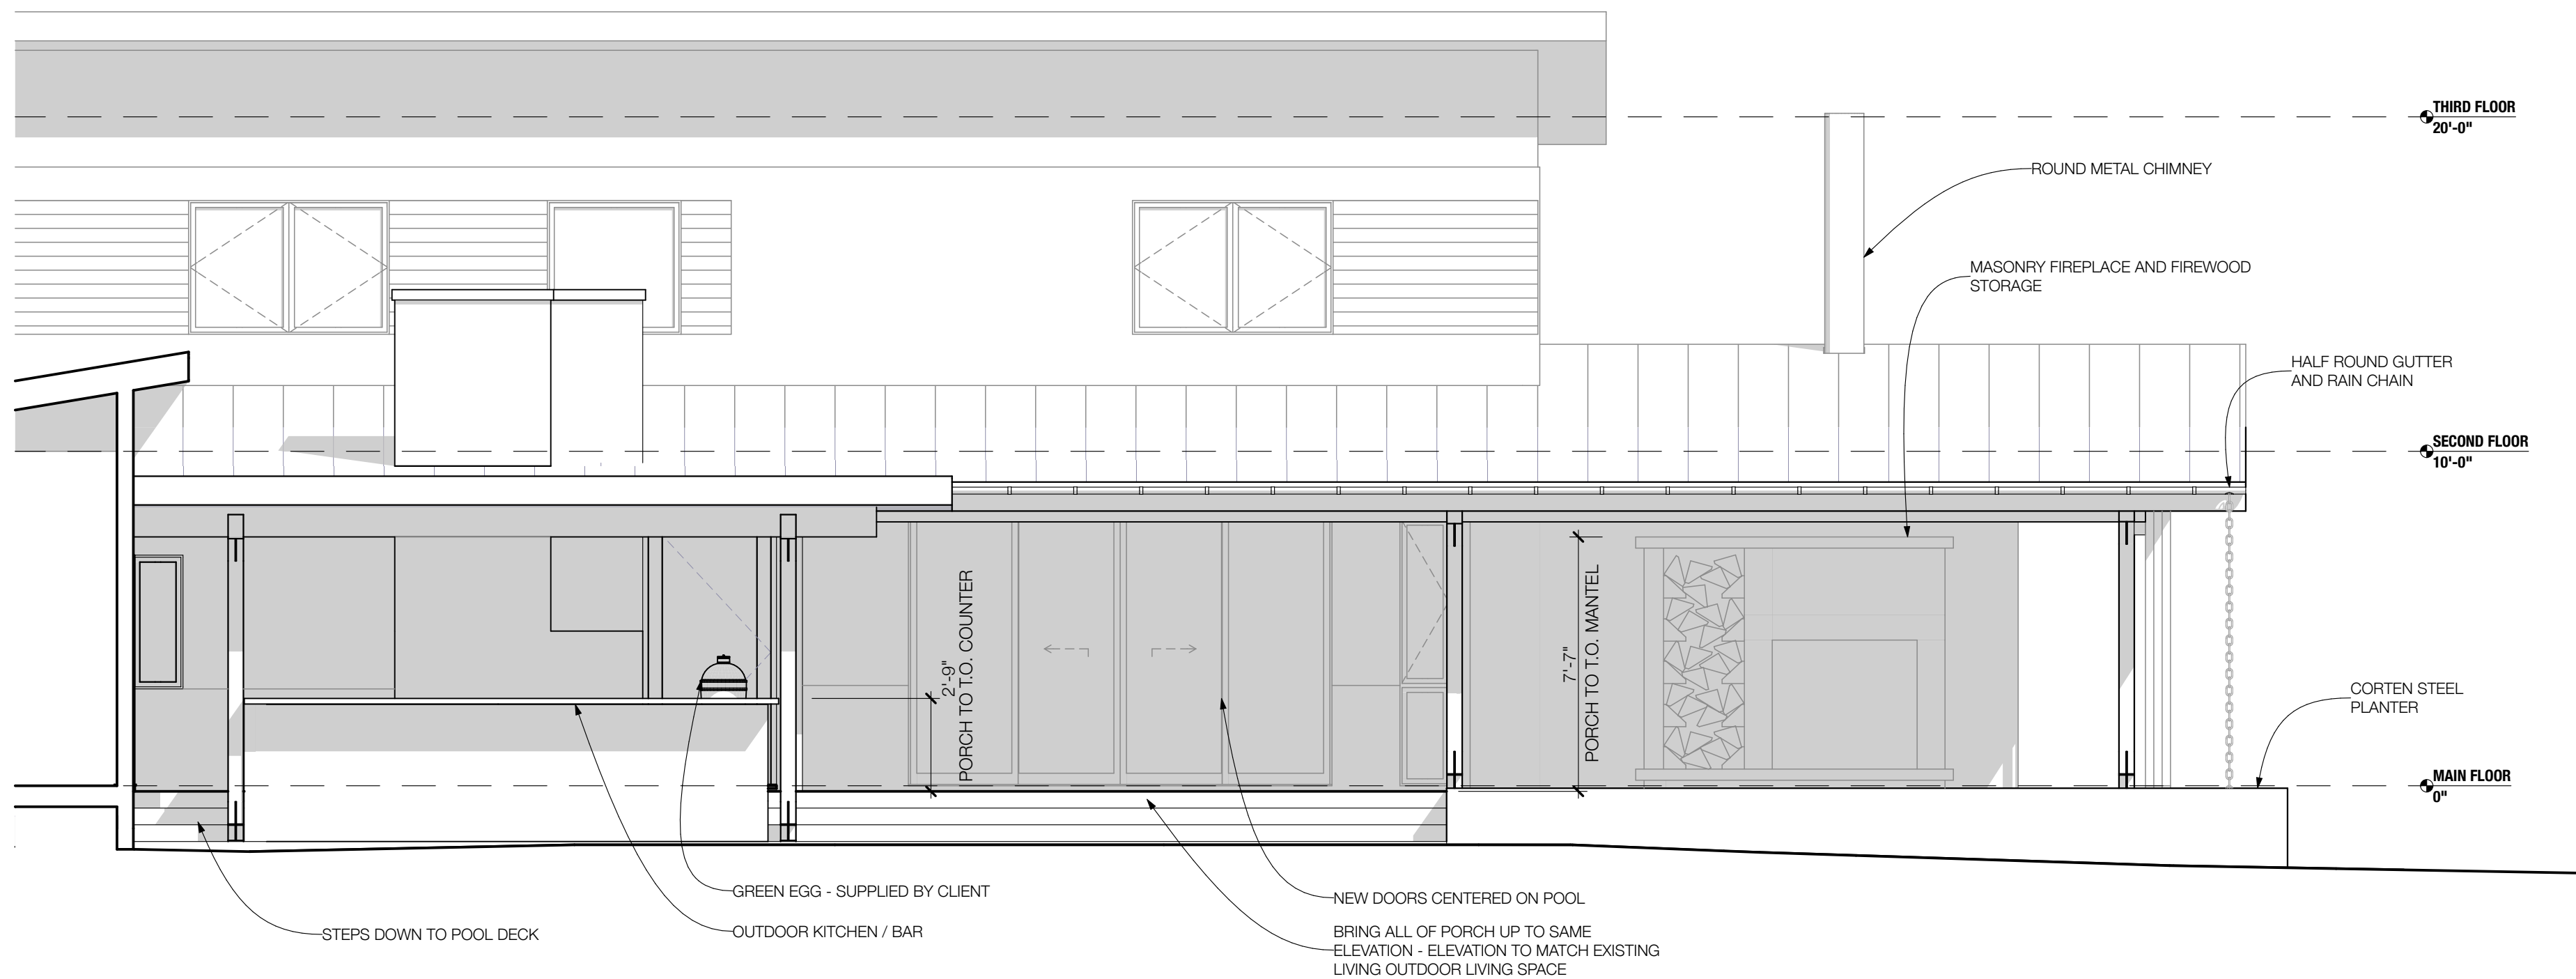 THIRD FLOOR
20'-0"
ROUND METAL CHIMNEY
MASONRY FIREPLACE AND FIREWOOD
STORAGE
HALF ROUND GUTTER
AND RAIN CHAIN
SECOND FLOOR
10'-0"
2'-9"
PORCH TO T.O. COUNTER
7'-7"
PORCH TO T.O. MANTEL
CORTEN STEEL
PLANTER
MAIN FLOOR
0"
GREEN EGG - SUPPLIED BY CLIENT
OUTDOOR KITCHEN / BAR
STEPS DOWN TO POOL DECK
NEW DOORS CENTERED ON POOL
BRING ALL OF PORCH UP TO SAME
ELEVATION - ELEVATION TO MATCH EXISTING
LIVING OUTDOOR LIVING SPACE